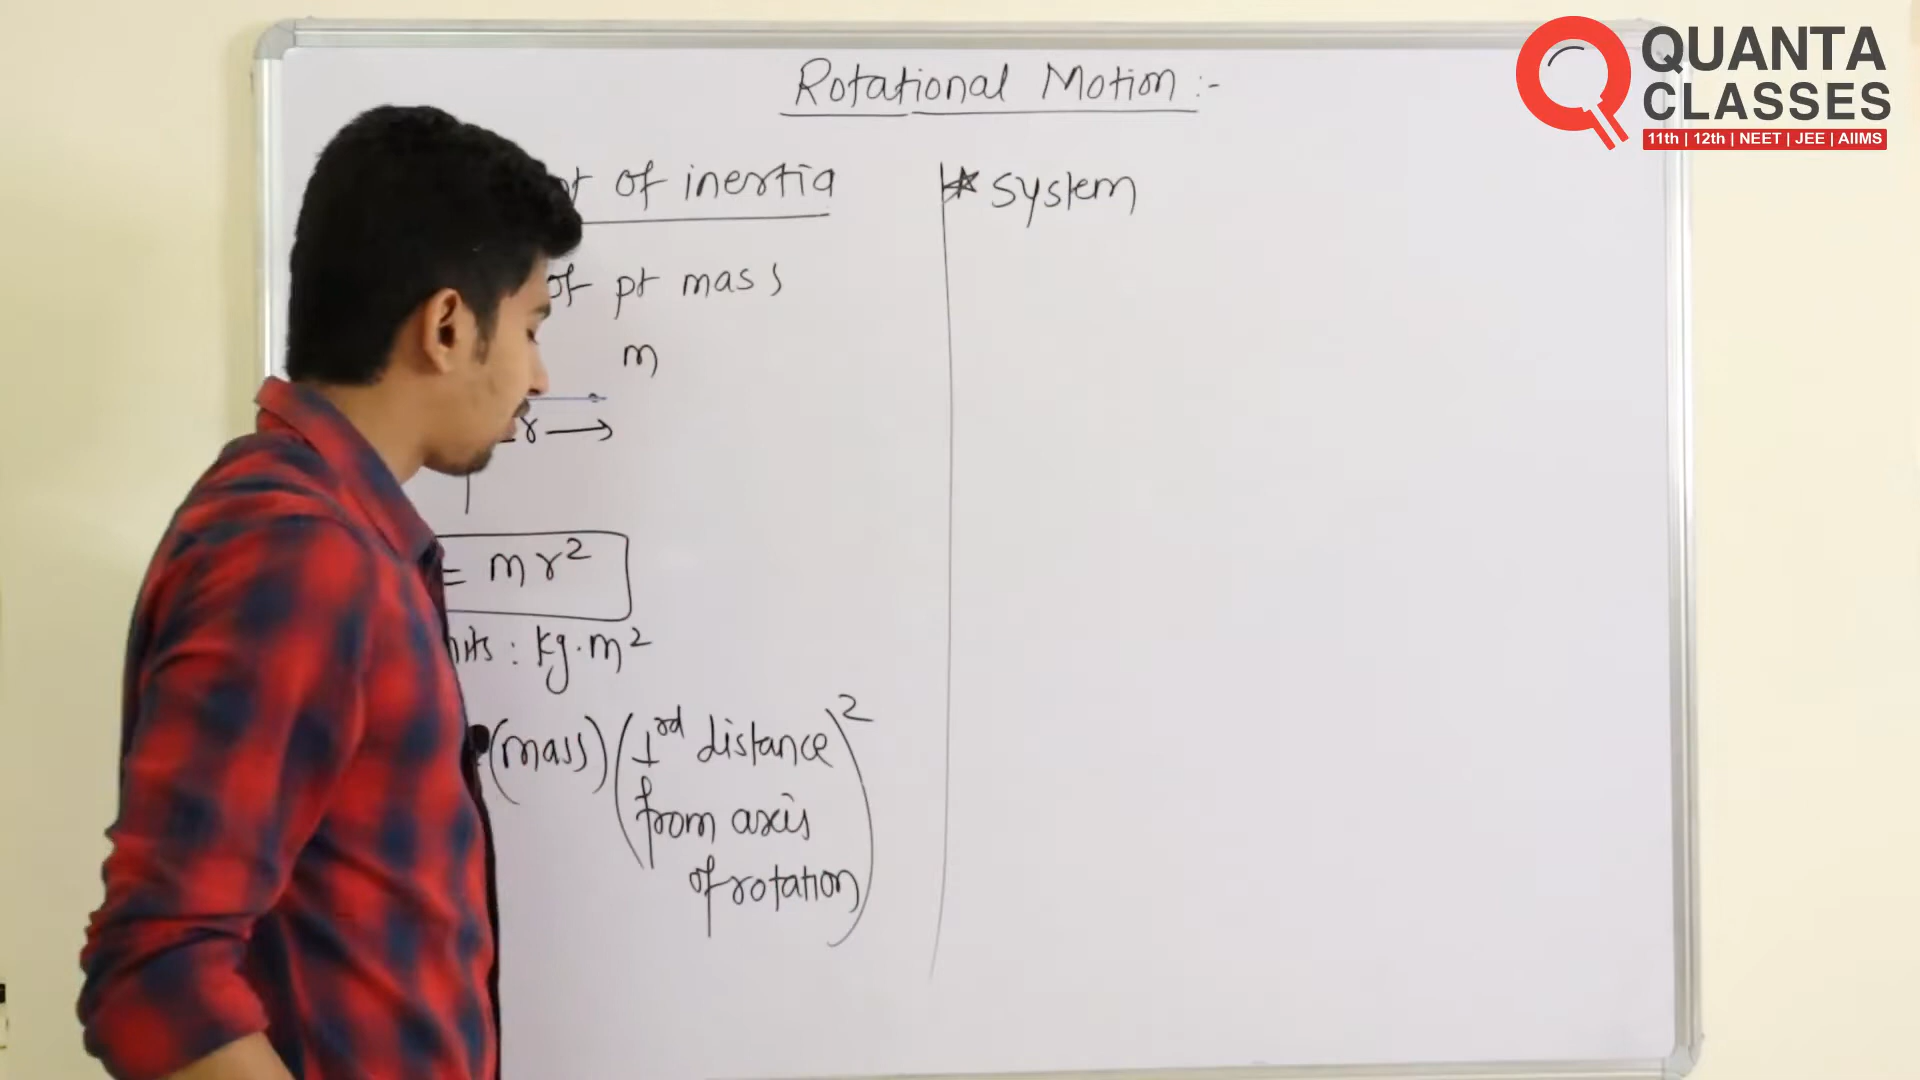 QUANTA
CLASSES
11th | 12th | NEET | JEE | AIIMS
Rotational Motion :-
of inertia
of pt mass
m
r
= mr²
: kg·m²
(mass) (⊥rd distance
from axis
of rotation)²
* system